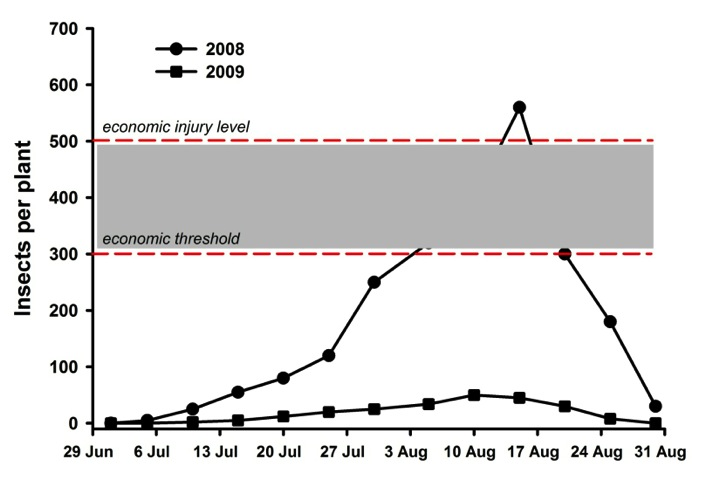 700
2008
2009
600
economic injury level
500
400
economic threshold
300
200
100
0
Insects per plant
29 Jun 6 Jul 13 Jul 20 Jul 27 Jul 3 Aug 10 Aug 17 Aug 24 Aug 31 Aug